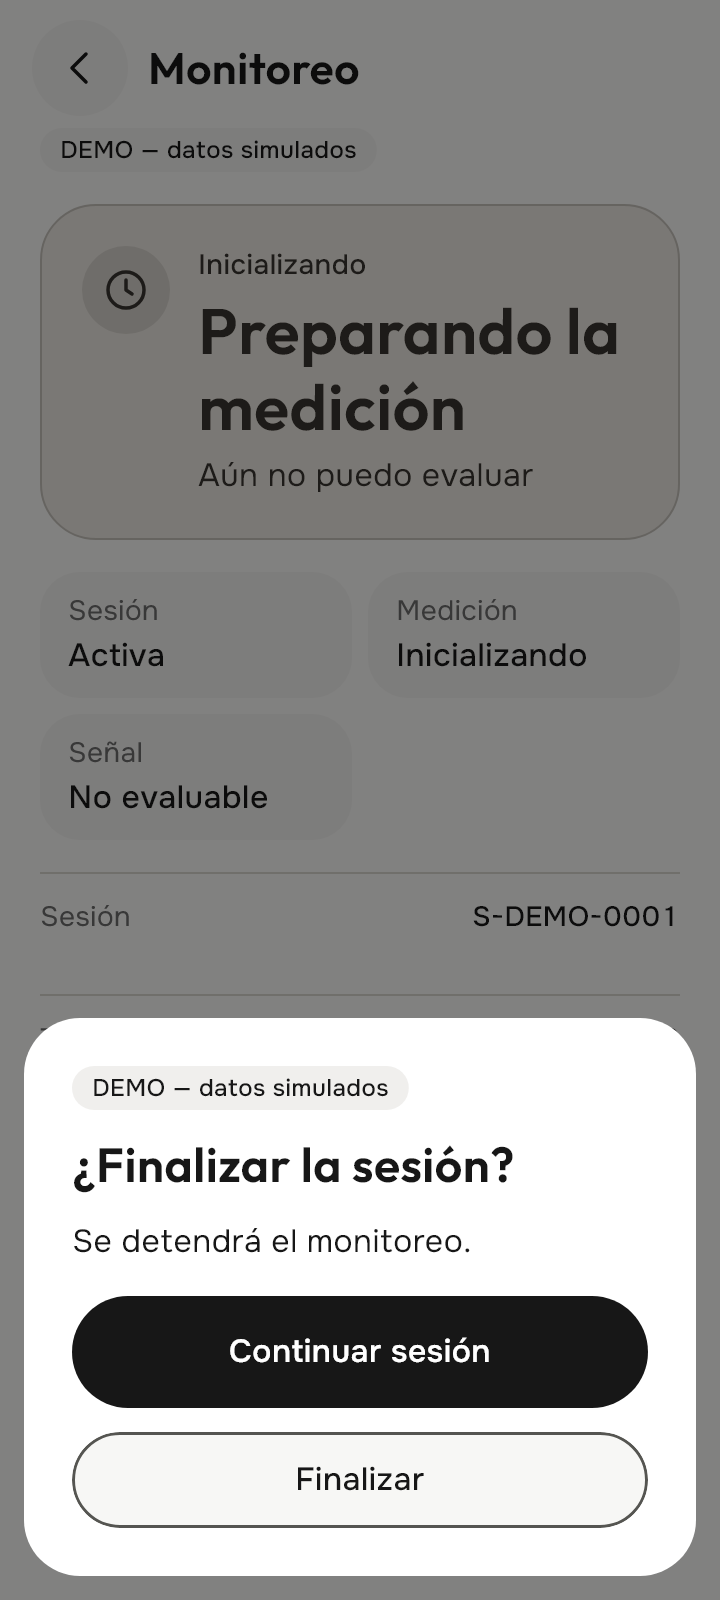 Monitoreo
DEMO — datos simulados
Inicializando
Preparando la
medición
Aún no puedo evaluar
Sesión
Activa
Medición
Inicializando
Señal
No evaluable
Sesión
S-DEMO-0001
DEMO — datos simulados
¿Finalizar la sesión?
Se detendrá el monitoreo.
Continuar sesión
Finalizar